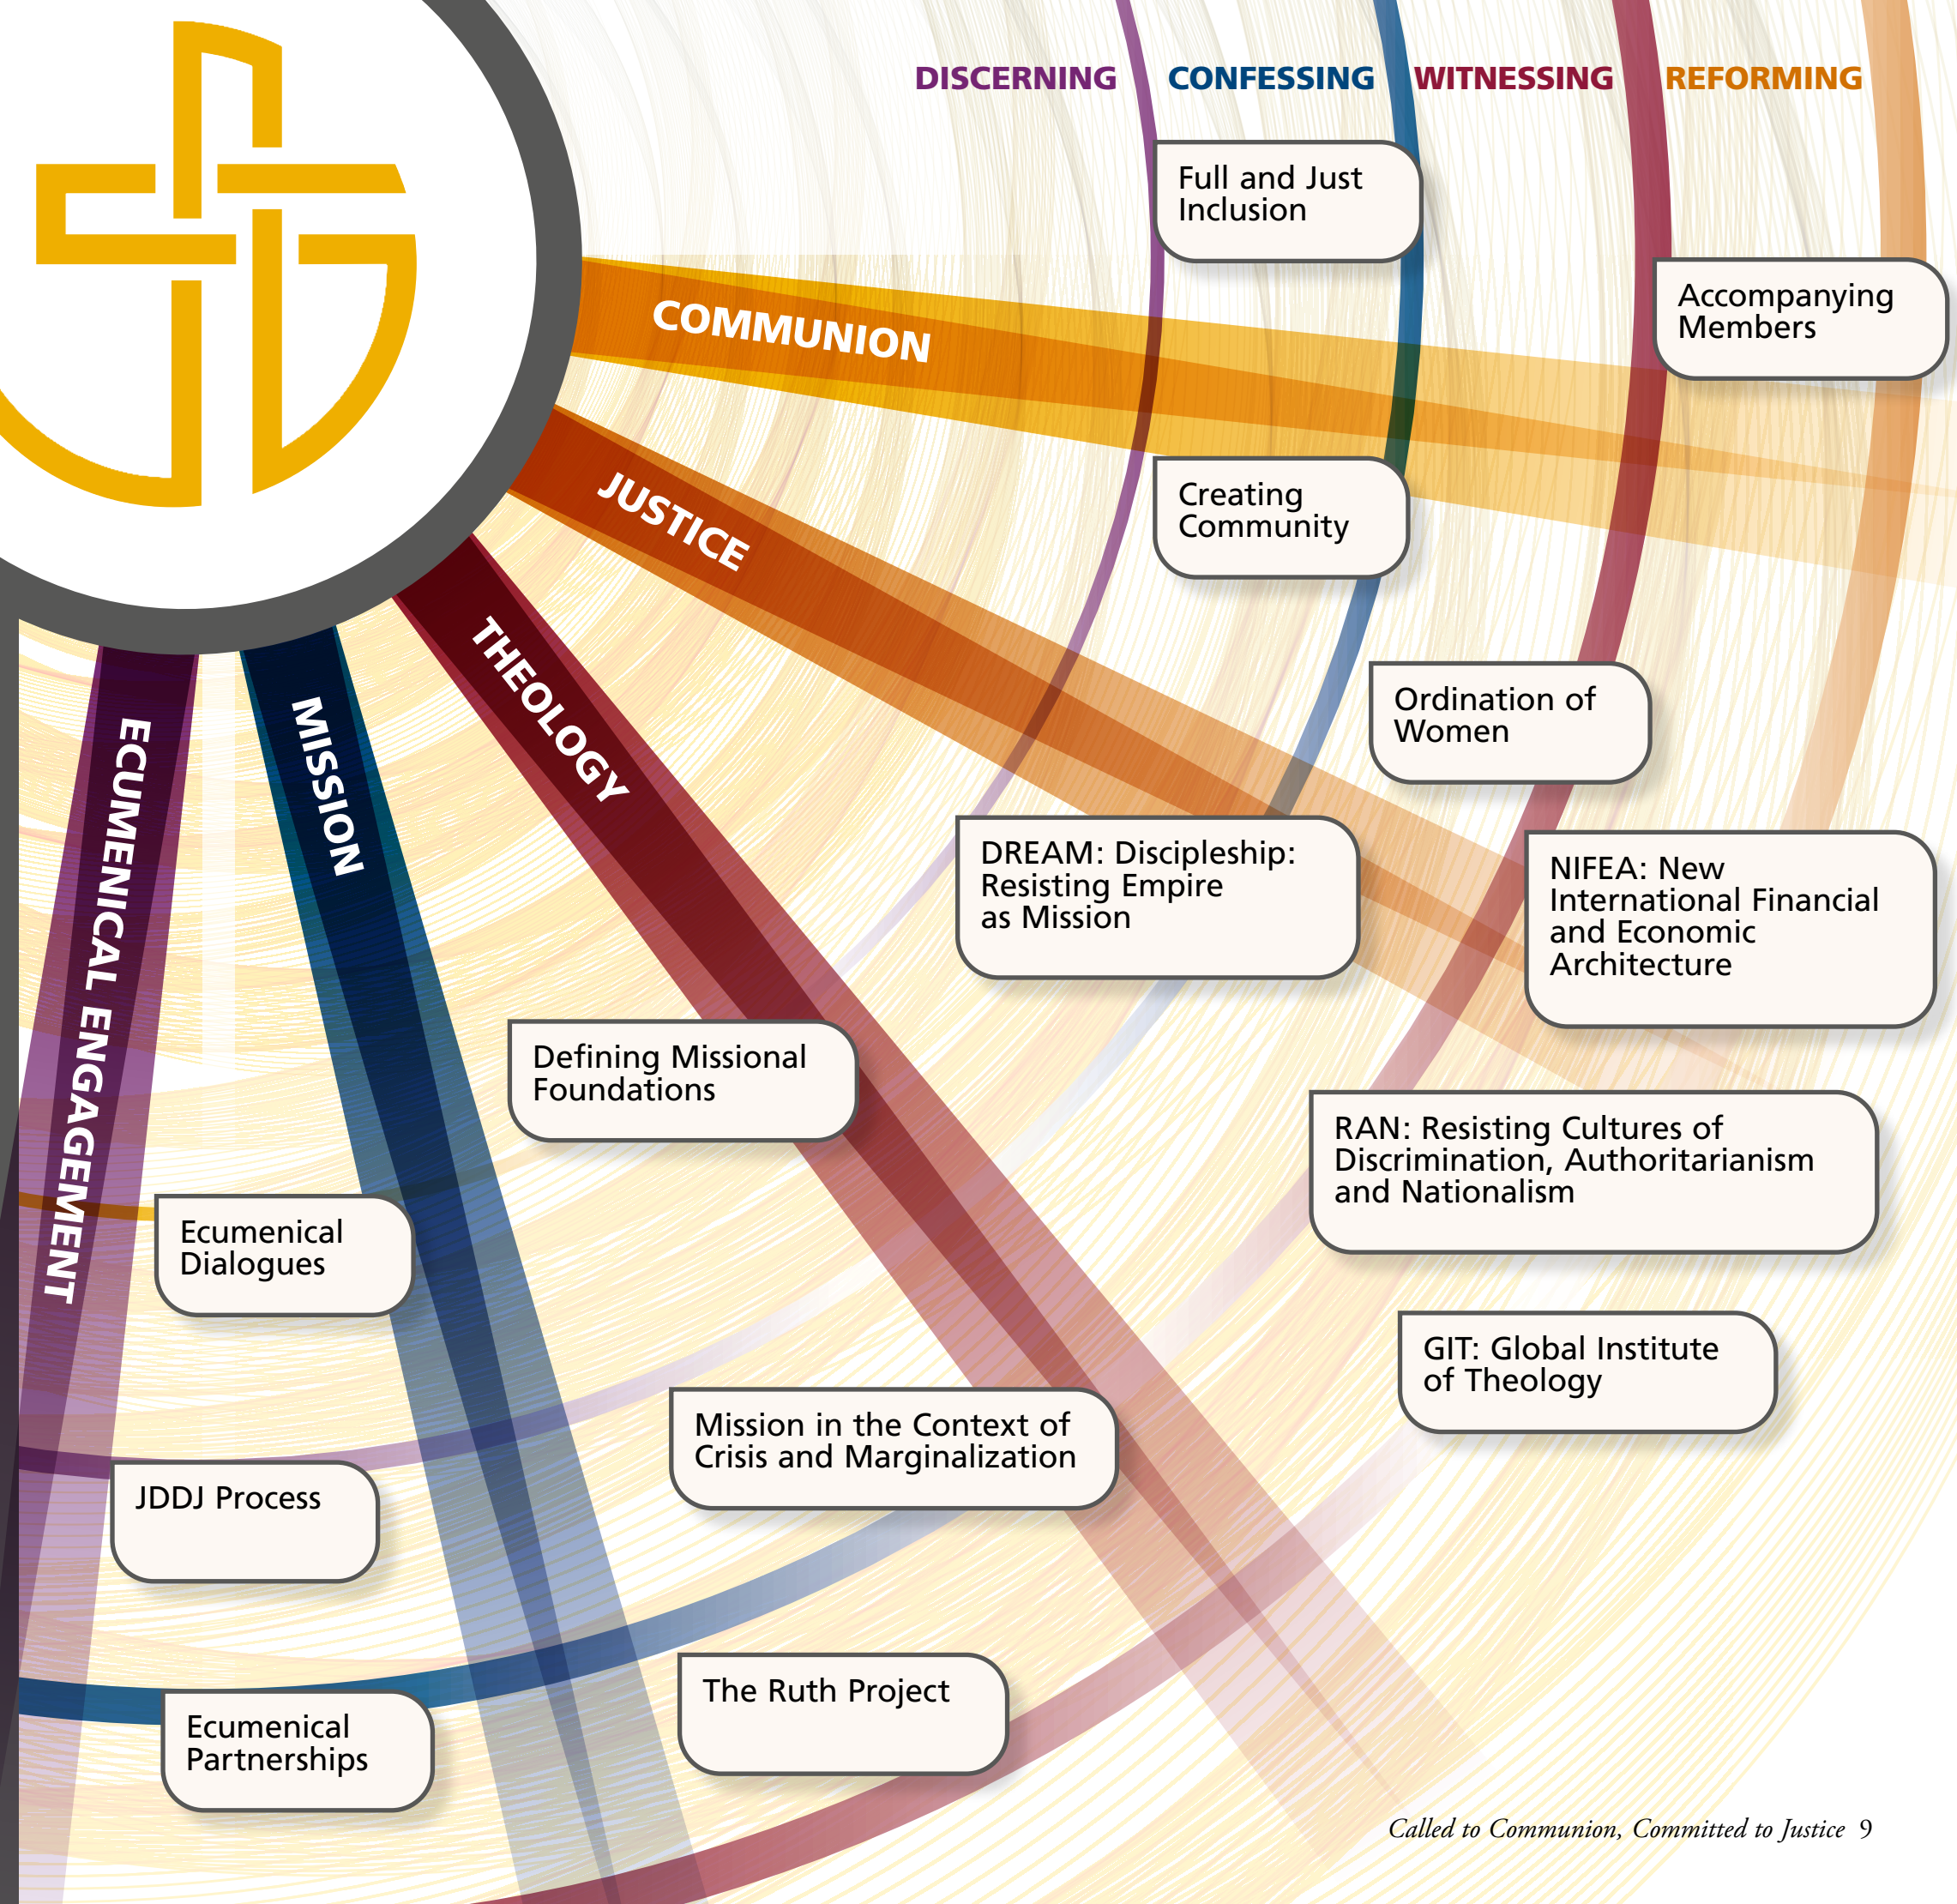 DISCERNING CONFESSING WITNESSING REFORMING
Full and Just
Inclusion
Accompanying
Members
COMMUNION
Creating
Community
JUSTICE
Ordination of
Women
THEOLOGY
DREAM: Discipleship:
Resisting Empire
as Mission
NIFEA: New
International Financial
and Economic
Architecture
MISSION
ECUMENICAL ENGAGEMENT
Defining Missional
Foundations
RAN: Resisting Cultures of
Discrimination, Authoritarianism
and Nationalism
Ecumenical
Dialogues
GIT: Global Institute
of Theology
Mission in the Context of
Crisis and Marginalization
JDDJ Process
The Ruth Project
Ecumenical
Partnerships
Called to Communion, Committed to Justice 9